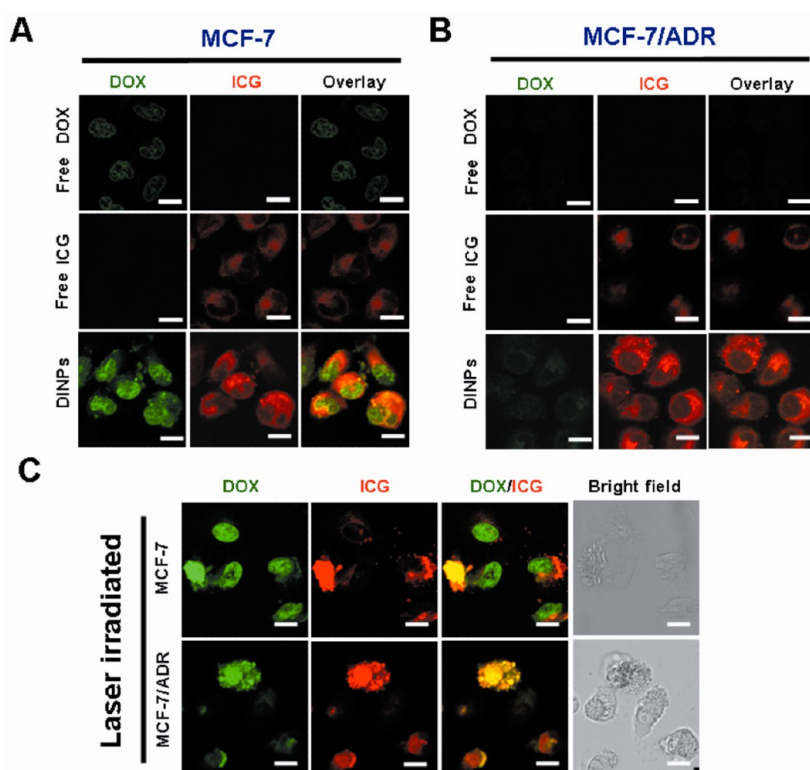 A
MCF-7
DOX ICG Overlay
Free DOX
Free ICG
DINPs
B
MCF-7/ADR
DOX ICG Overlay
Free DOX
Free ICG
DINPs
C
DOX ICG DOX/ICG Bright field
Laser irradiated
MCF-7
MCF-7/ADR